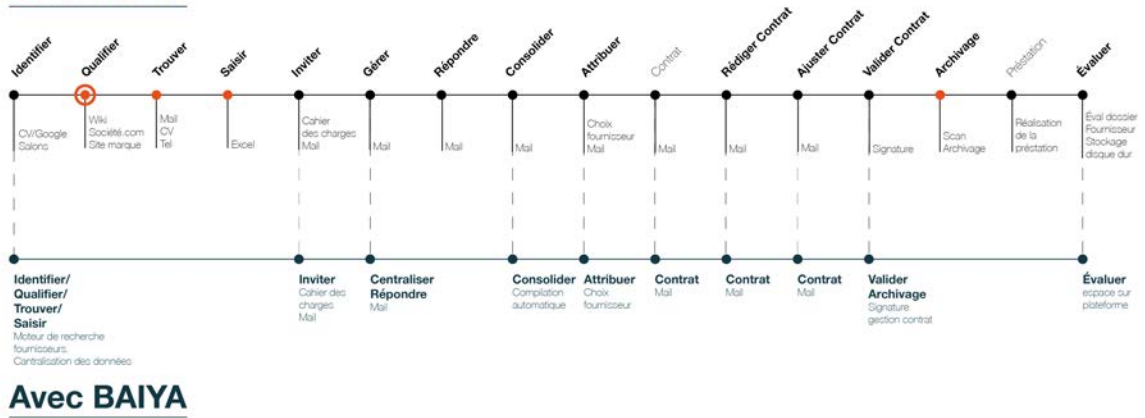 Identifier
Qualifier
Trouver
Saisir
Inviter
Gérer
Répondre
Consolider
Attribuer
Contrat
Rédiger Contrat
Ajuster Contrat
Valider Contrat
Archivage
Préstation
Évaluer
CV/Google
Salons
Wiki
Société.com
Site marque
Mail
CV
Tel
Excel
Cahier
des charges
Mail
Mail
Mail
Mail
Choix
fournisseur
Mail
Mail
Mail
Mail
Signature
Scan
Archivage
Réalisation
de la
préstation
Éval dossier
Fournisseur
Stockage
disque dur
Identifier/
Qualifier/
Trouver/
Saisir
Moteur de recherche
fournisseurs.
Cantralisation des données
Inviter
Cahier des
charges
Mail
Centraliser
Répondre
Mail
Consolider
Compilation
automatique
Attribuer
Choix
fournisseur
Contrat
Mail
Contrat
Mail
Contrat
Mail
Valider
Archivage
Signature
gestion contrat
Évaluer
espace sur
plateforme
Avec BAIYA